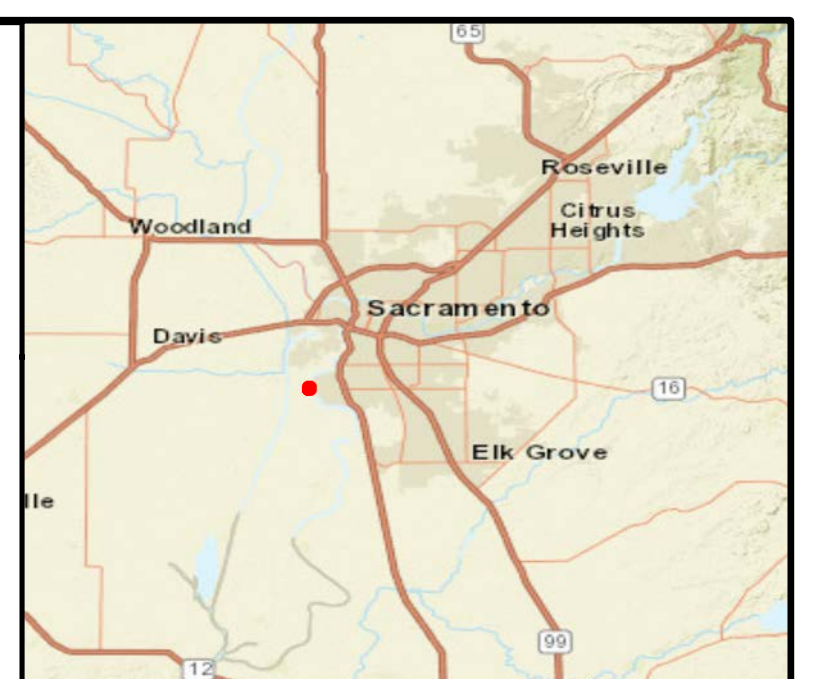 65
Roseville
Citrus
Heights
Woodland
Sacramento
Davis
16
Elk Grove
lle
99
12